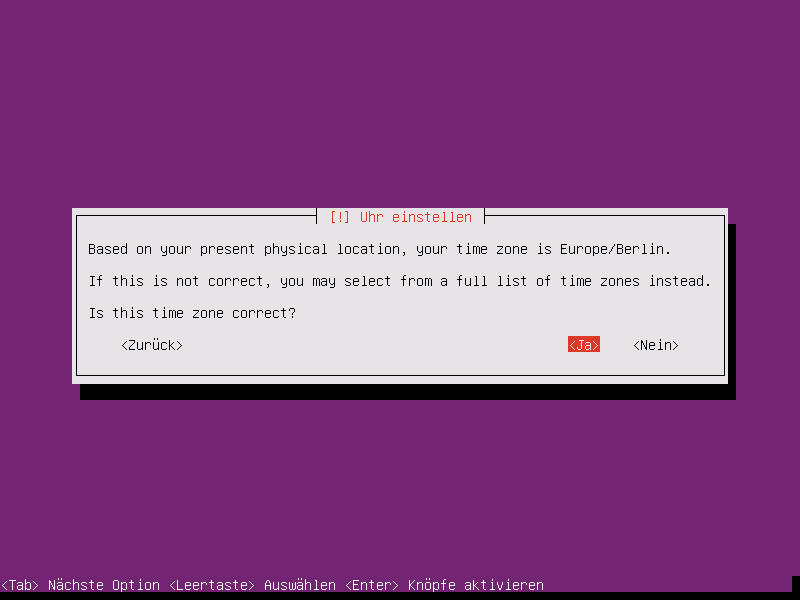 [!] Uhr einstellen
Based on your present physical location, your time zone is Europe/Berlin.
If this is not correct, you may select from a full list of time zones instead.
Is this time zone correct?
<Zurück> <Ja> <Nein>
<Tab> Nächste Option <Leertaste> Auswählen <Enter> Knöpfe aktivieren